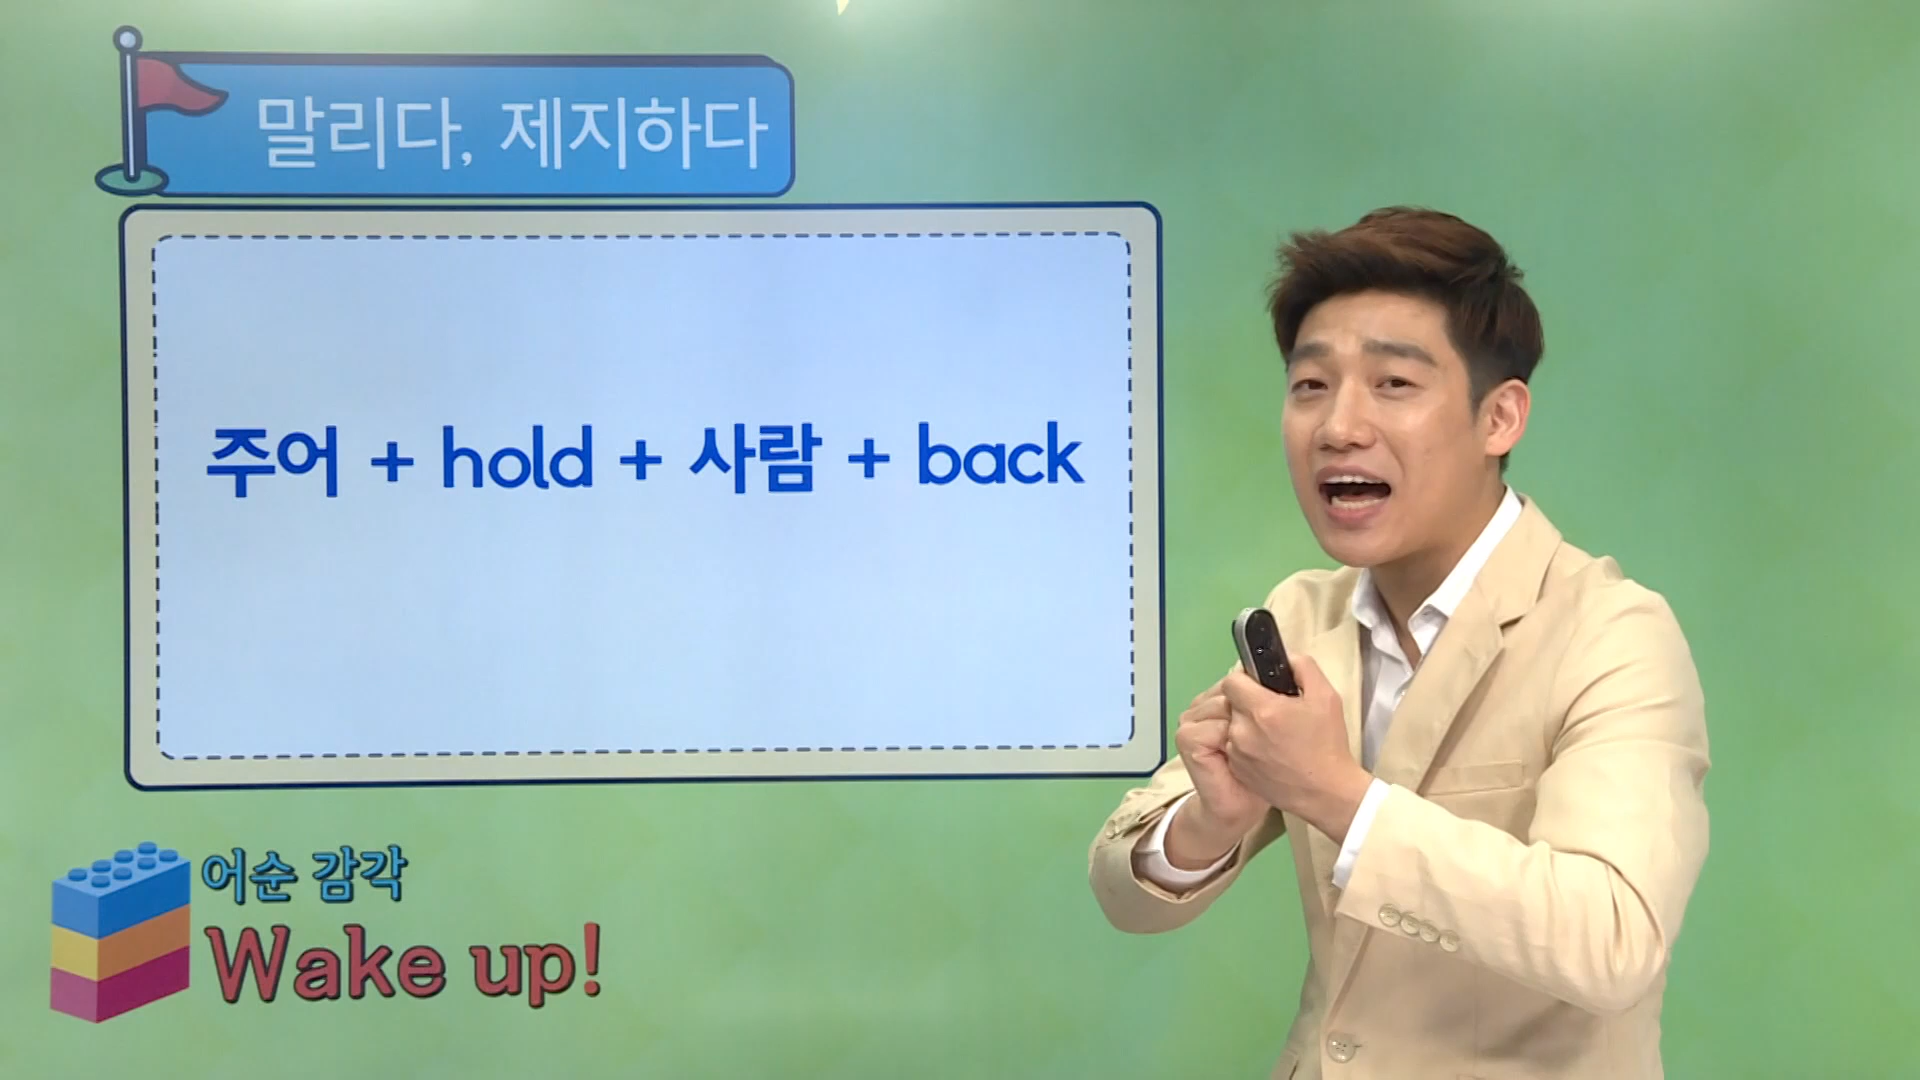 말리다, 제지하다
주어 + hold + 사람 + back
어순 감각
Wake up!